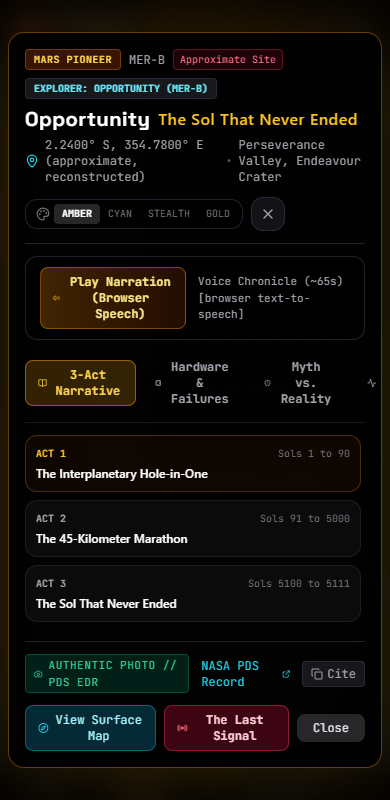 MARS PIONEER MER-B Approximate Site
EXPLORER: OPPORTUNITY (MER-B)
Opportunity The Sol That Never Ended
2.2400° S, 354.7800° E
(approximate,
reconstructed)
• Perseverance
Valley, Endeavour
Crater
AMBER CYAN STEALTH GOLD
Play Narration
(Browser
Speech)
Voice Chronicle (~65s)
[browser text-to-
speech]
3-Act
Narrative
Hardware
&
Failures
Myth
vs.
Reality
ACT 1 Sols 1 to 90
The Interplanetary Hole-in-One
ACT 2 Sols 91 to 5000
The 45-Kilometer Marathon
ACT 3 Sols 5100 to 5111
The Sol That Never Ended
AUTHENTIC PHOTO //
PDS EDR
NASA PDS
Record
Cite
View Surface
Map
The Last
Signal
Close